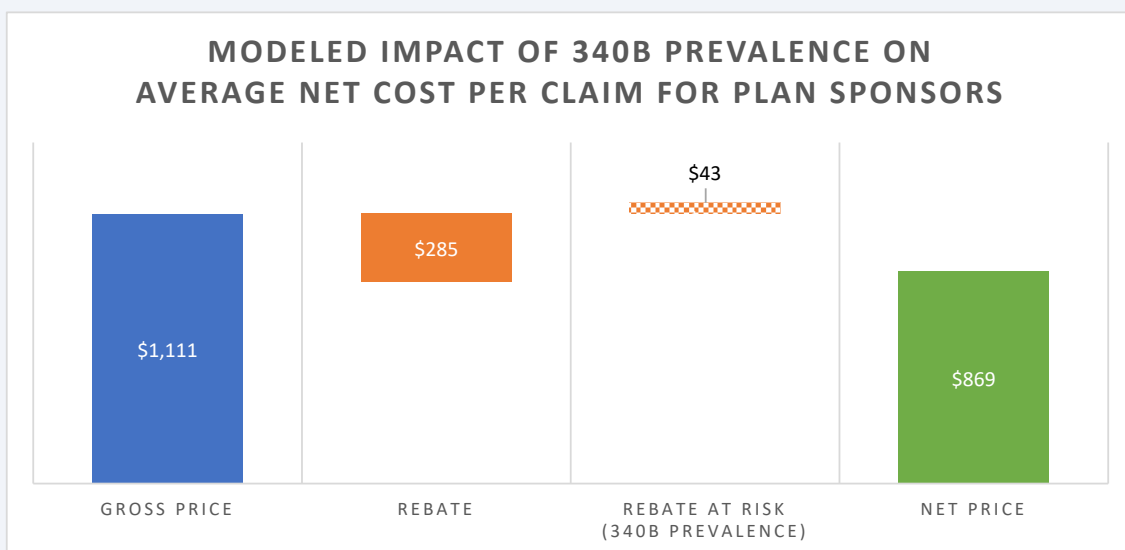 MODELED IMPACT OF 340B PREVALENCE ON
AVERAGE NET COST PER CLAIM FOR PLAN SPONSORS
$43
$285
$1,111
$869
GROSS PRICE
REBATE
REBATE AT RISK
(340B PREVALENCE)
NET PRICE